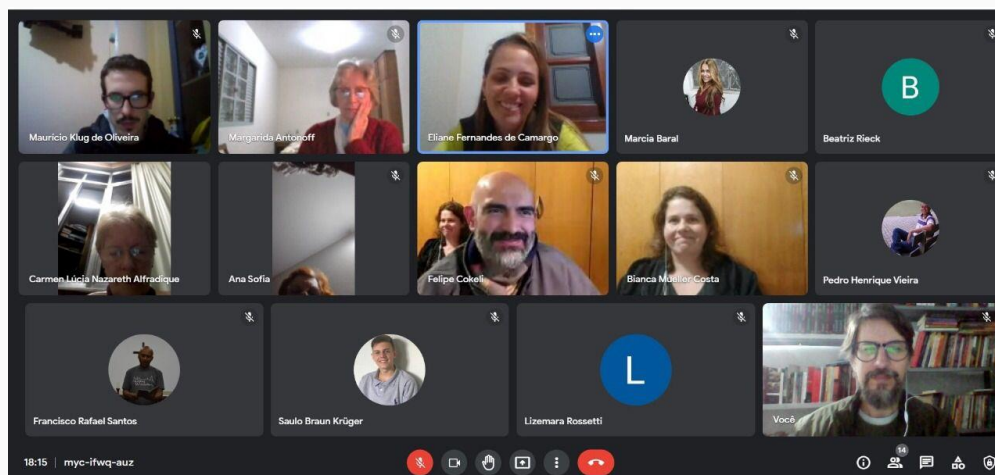 Mauricio Klug de Oliveira
Margarida Antonoff
Eliane Fernandes de Camargo
Marcia Baral
B
Beatriz Rieck
Carmen Lúcia Nazareth Alfradique
Ana Sofia
Felipe Cokeli
Bianca Mueller Costa
Pedro Henrique Vieira
Francisco Rafael Santos
Saulo Braun Krüger
L
Lizemara Rossetti
Você
18:15 | myc-ifwq-auz
14